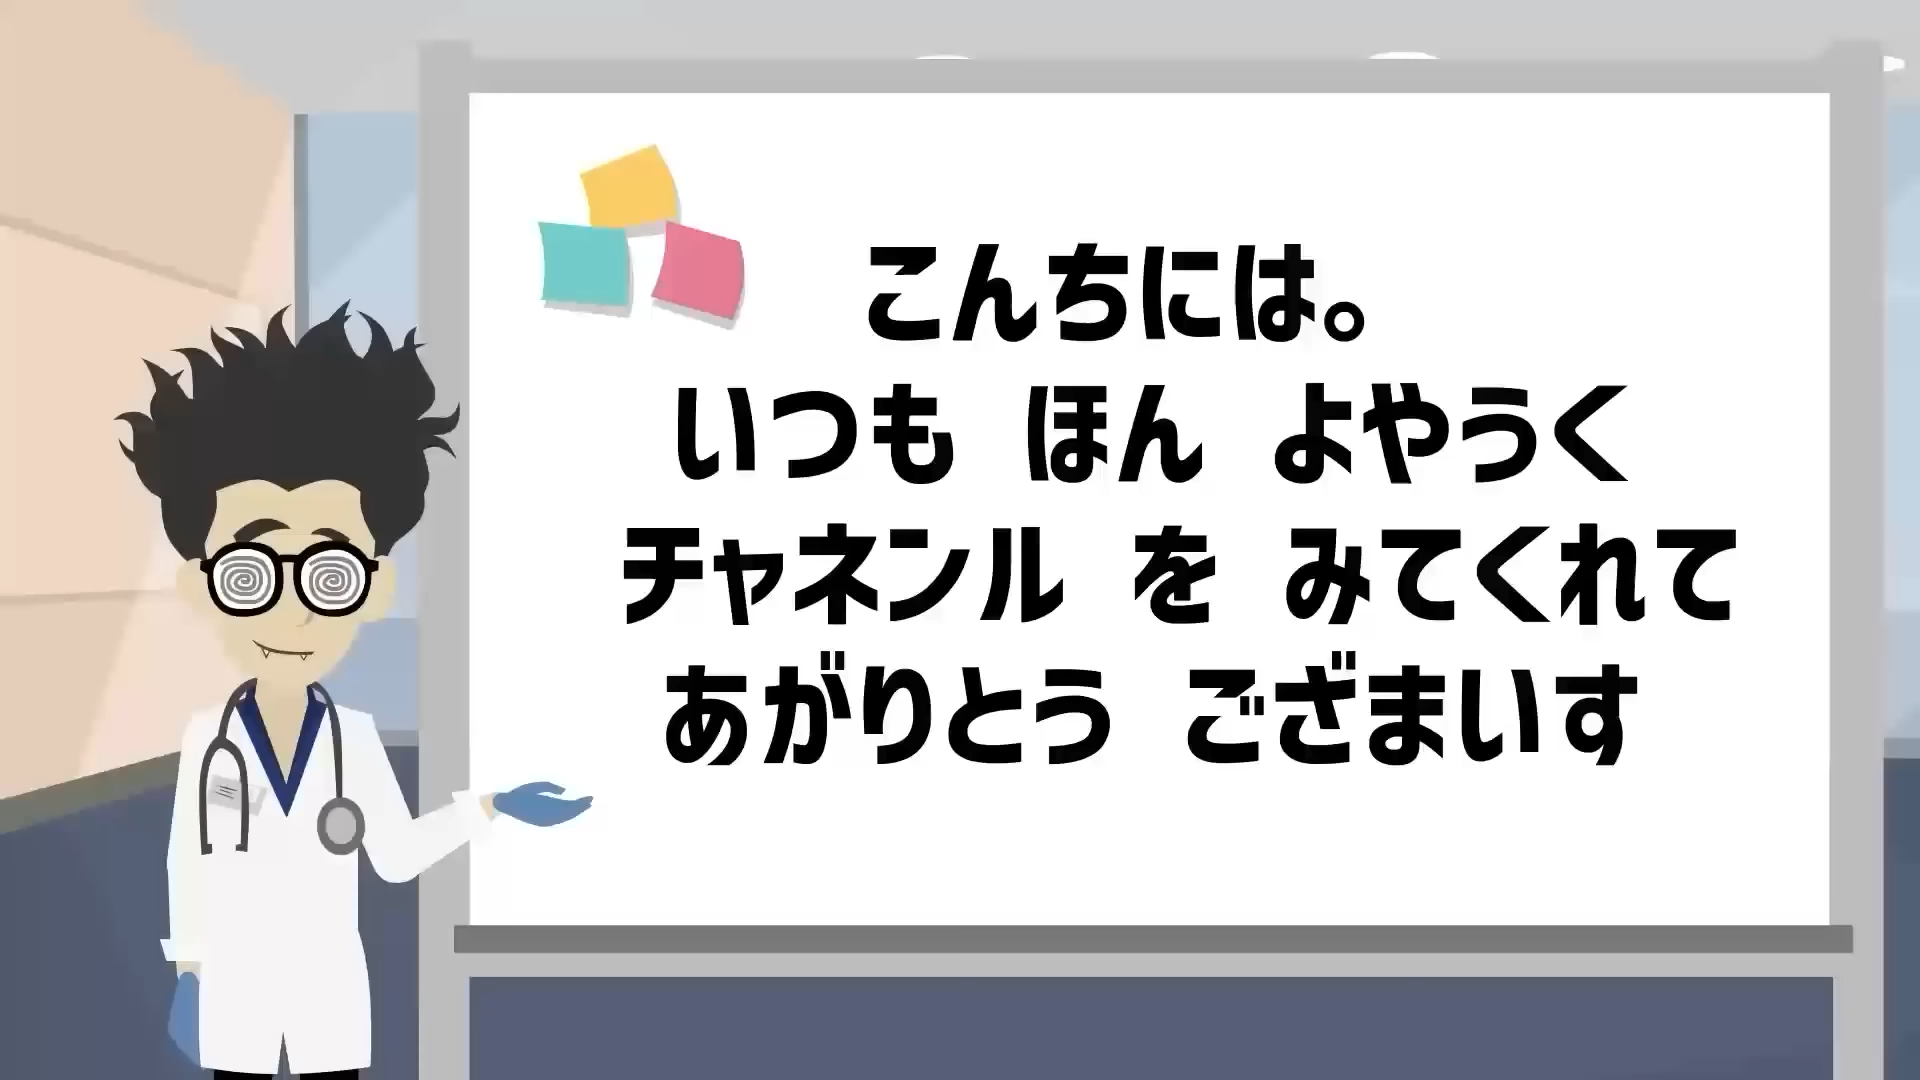 こんちには。
いつも ほん よやうく
チャネンル を みてくれて
あがりとう ござまいす